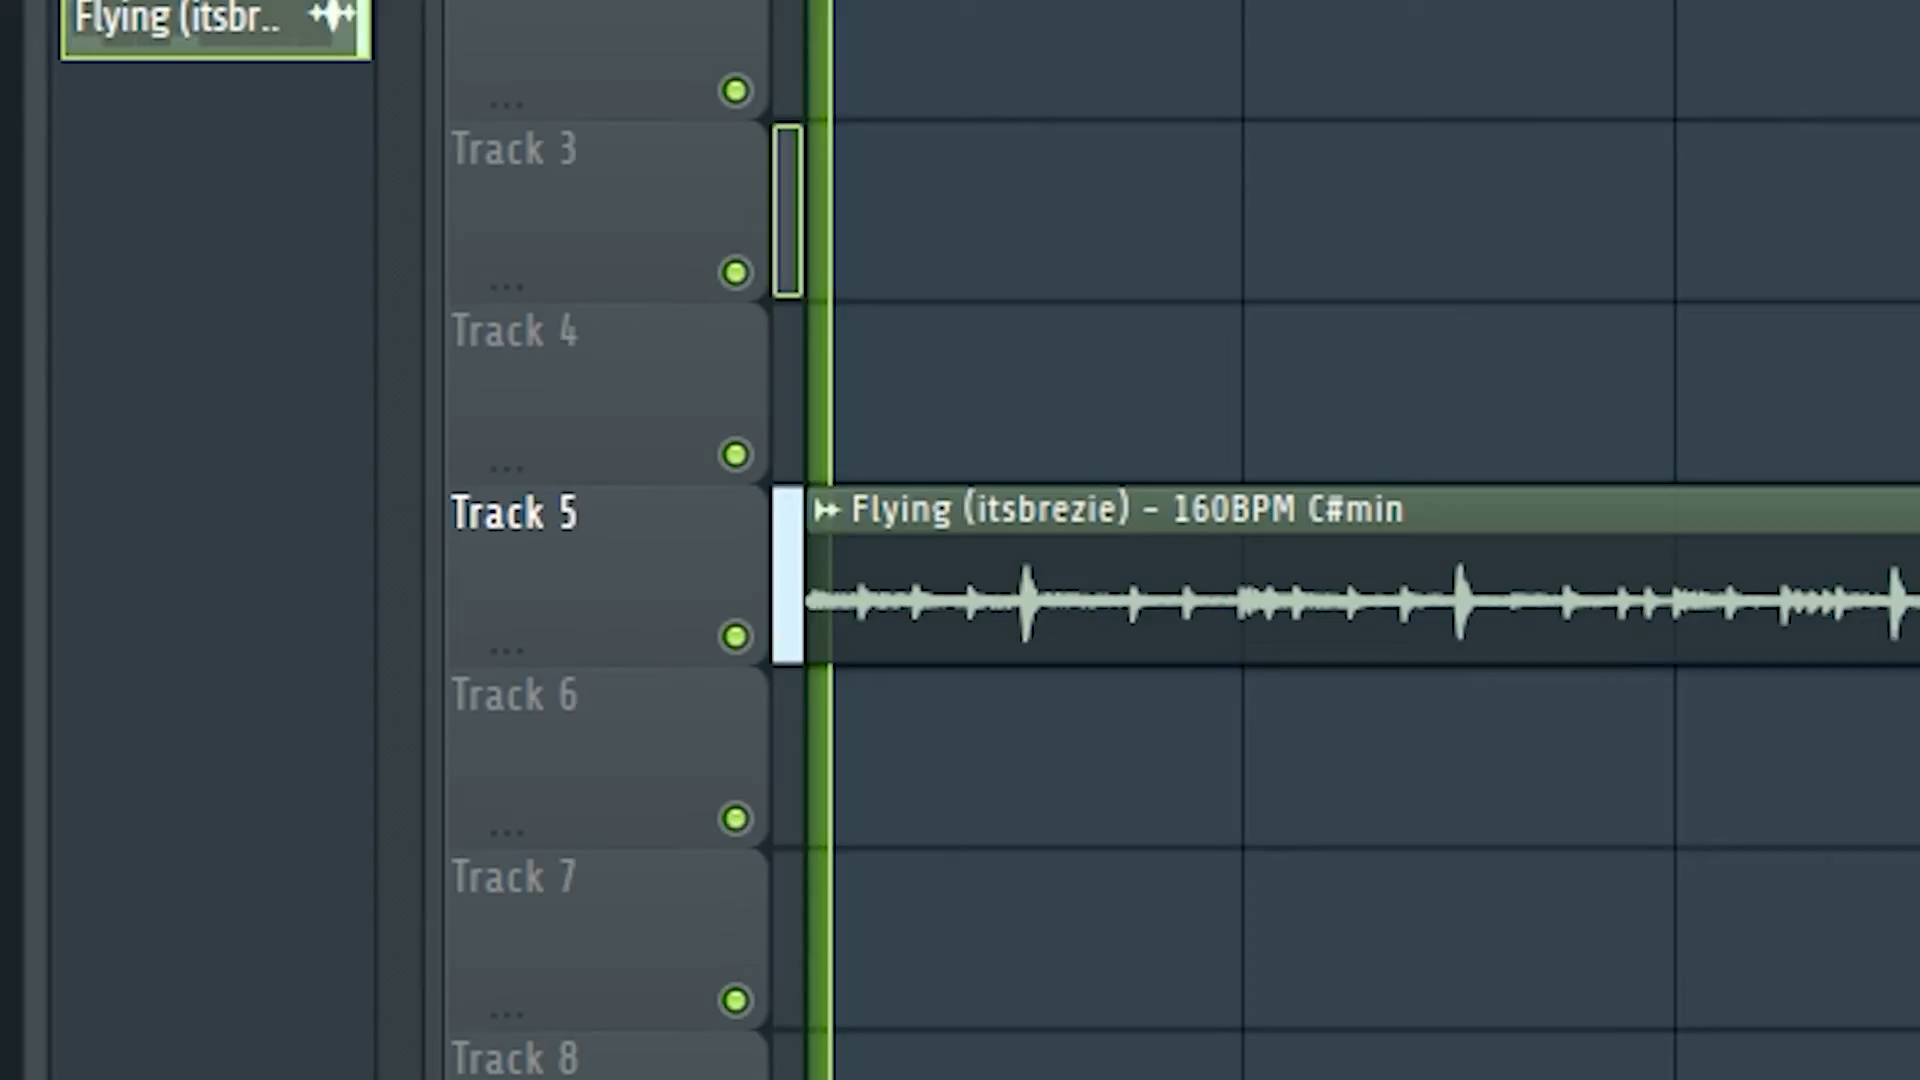 Flying (itsbr..
...
Track 3
...
Track 4
...
Track 5
Flying (itsbrezie) - 160BPM C#min
...
Track 6
...
Track 7
...
Track 8